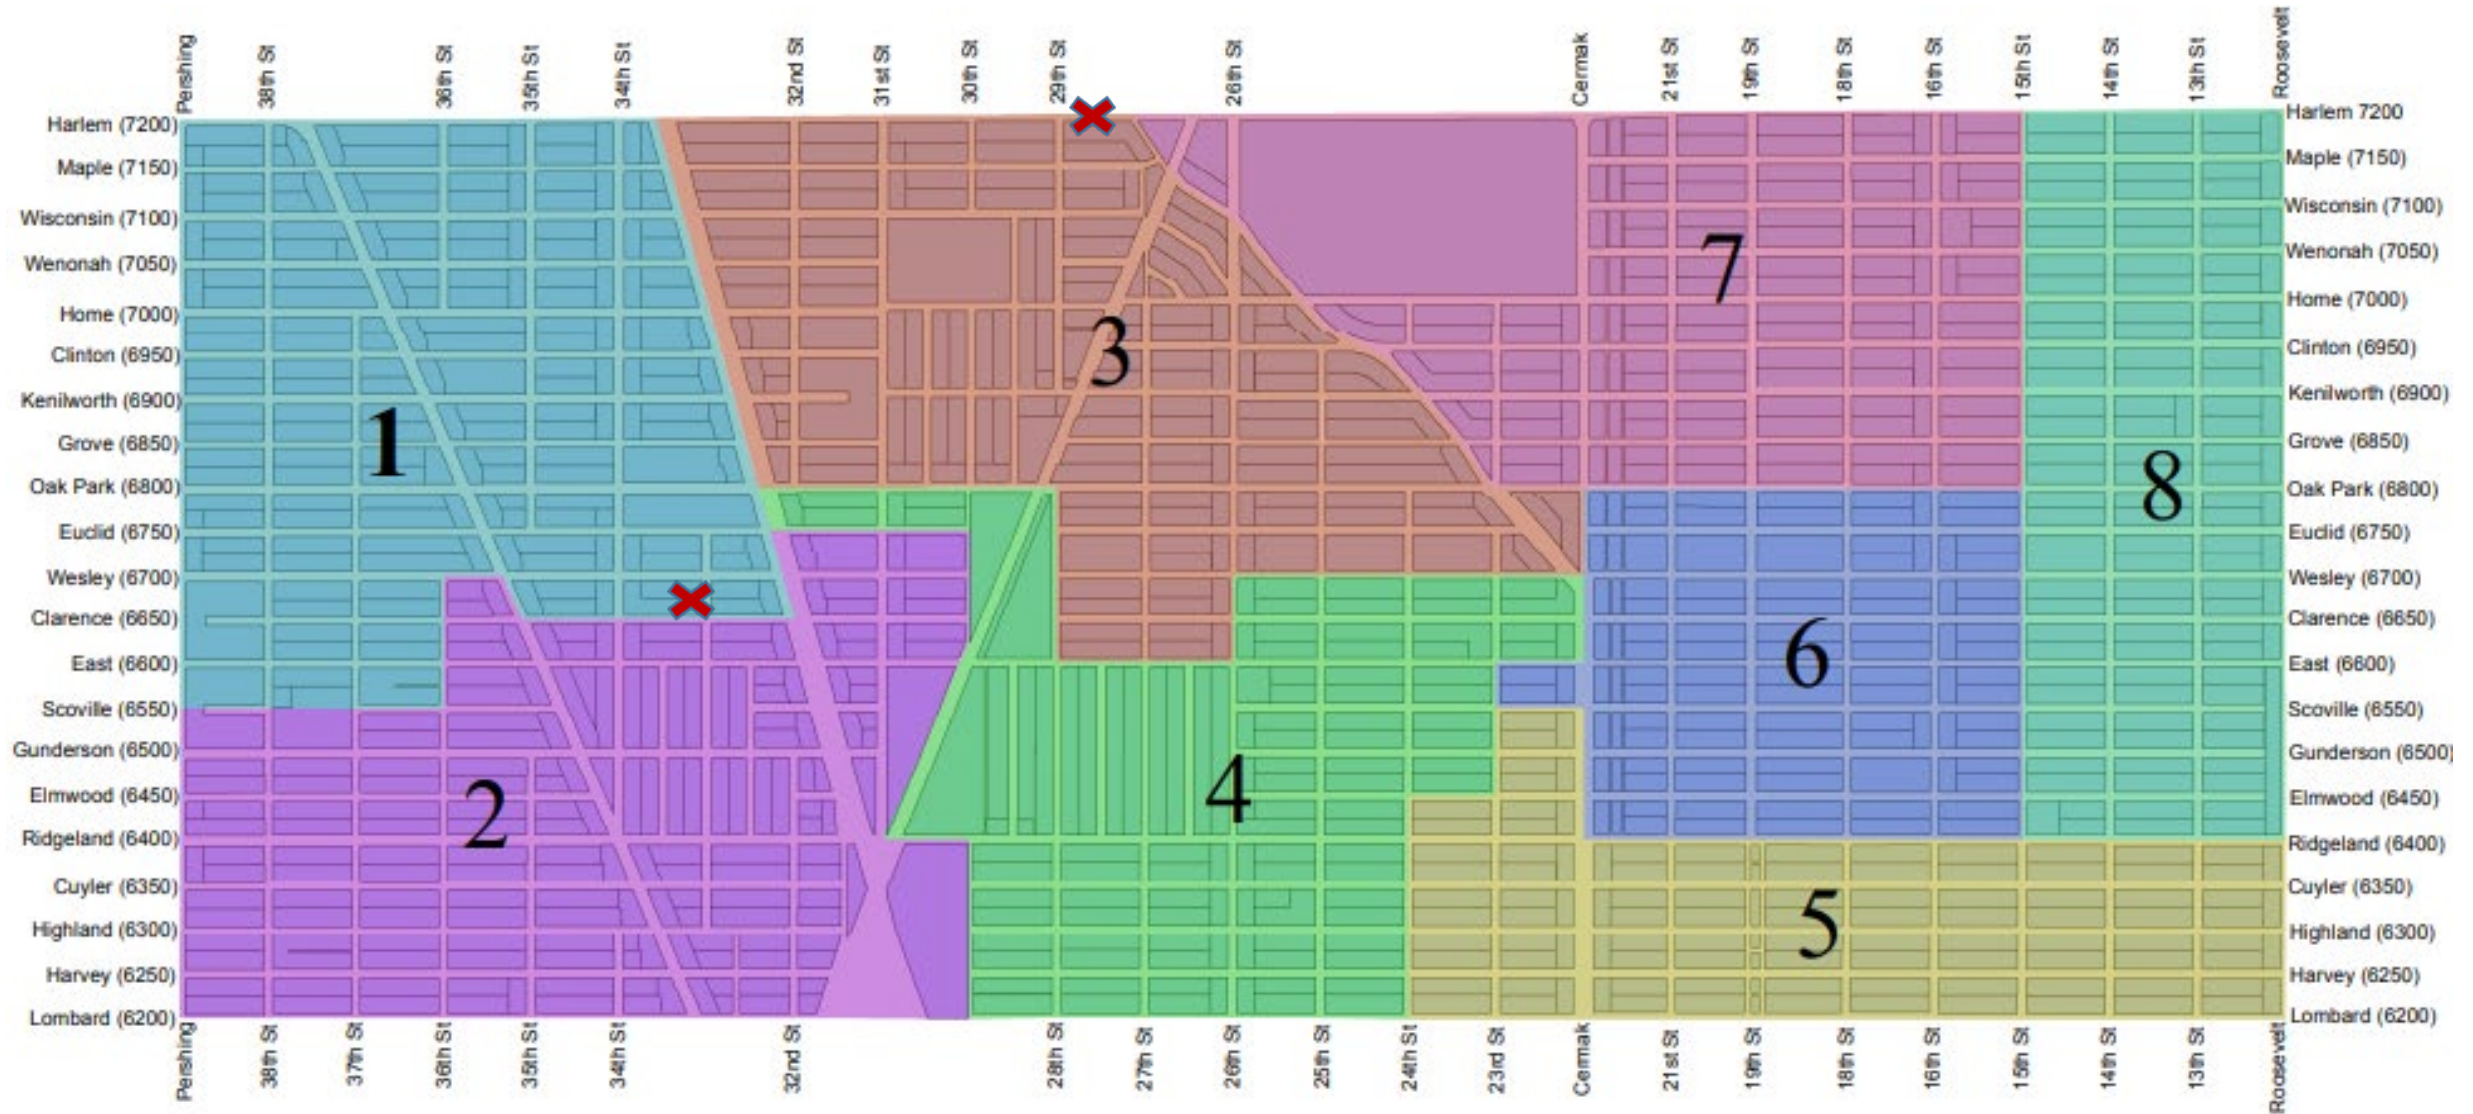 Pershing
38th St
36th St
35th St
34th St
32nd St
31st St
30th St
29th St
26th St
Cermak
21st St
19th St
18th St
16th St
15th St
14th St
13th St
Roosevelt
Harlem (7200)
Maple (7150)
Wisconsin (7100)
Wenonah (7050)
Home (7000)
Clinton (6950)
Kenilworth (6900)
Grove (6850)
Oak Park (6800)
Euclid (6750)
Wesley (6700)
Clarence (6650)
East (6600)
Scoville (6550)
Gunderson (6500)
Elmwood (6450)
Ridgeland (6400)
Cuyler (6350)
Highland (6300)
Harvey (6250)
Lombard (6200)
1
2
3
4
5
6
7
8
Harlem 7200
Maple (7150)
Wisconsin (7100)
Wenonah (7050)
Home (7000)
Clinton (6950)
Kenilworth (6900)
Grove (6850)
Oak Park (6800)
Euclid (6750)
Wesley (6700)
Clarence (6650)
East (6600)
Scoville (6550)
Gunderson (6500)
Elmwood (6450)
Ridgeland (6400)
Cuyler (6350)
Highland (6300)
Harvey (6250)
Lombard (6200)
Pershing
38th St
37th St
36th St
35th St
34th St
32nd St
28th St
27th St
26th St
25th St
24th St
23rd St
Cermak
21st St
19th St
18th St
16th St
15th St
14th St
13th St
Roosevelt